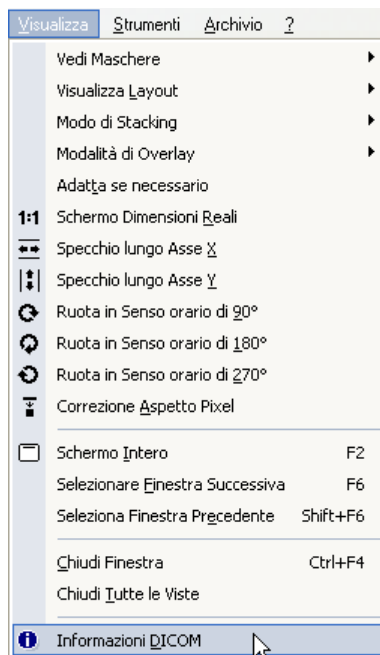 Visualizza Strumenti Archivio ?
Vedi Maschere
Visualizza Layout
Modo di Stacking
Modalità di Overlay
Adatta se necessario
1:1 Schermo Dimensioni Reali
Specchio lungo Asse X
Specchio lungo Asse Y
Ruota in Senso orario di 90°
Ruota in Senso orario di 180°
Ruota in Senso orario di 270°
Correzione Aspetto Pixel
Schermo Intero F2
Selezionare Finestra Successiva F6
Seleziona Finestra Precedente Shift+F6
Chiudi Finestra Ctrl+F4
Chiudi Tutte le Viste
Informazioni DICOM